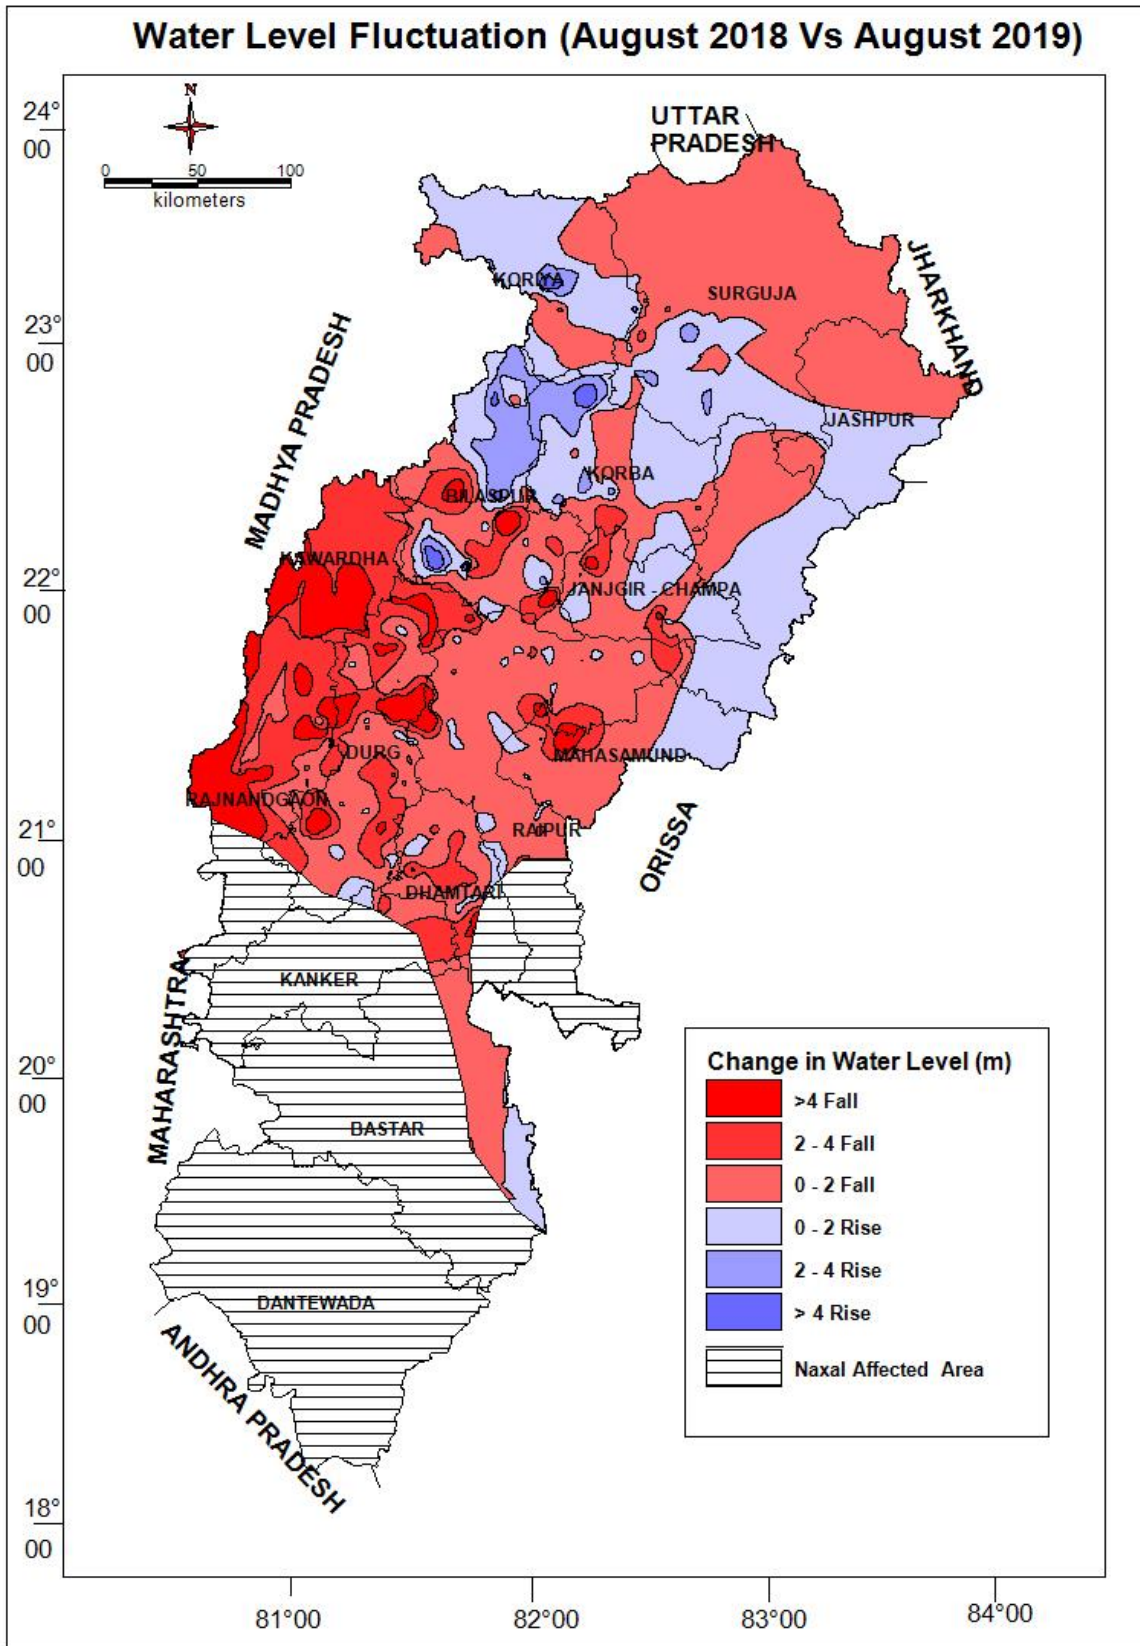 Water Level Fluctuation (August 2018 Vs August 2019)
N
0 50 100
kilometers
24°
00
23°
00
22°
00
21°
00
20°
00
19°
00
18°
00
UTTAR
PRADESH
JHARKHAND
MADHYA PRADESH
ORISSA
MAHARASHTRA
ANDHRA PRADESH
KORIYA
SURGUJA
JASHPUR
KORBA
BILASPUR
KAWARDHA
JANJGIR - CHAMPA
DURG
MAHASAMUND
RAJNANDGAON
RAIPUR
DHAMTARI
KANKER
BASTAR
DANTEWADA
Change in Water Level (m)
>4 Fall
2 - 4 Fall
0 - 2 Fall
0 - 2 Rise
2 - 4 Rise
> 4 Rise
Naxal Affected Area
81°00 82°00 83°00 84°00